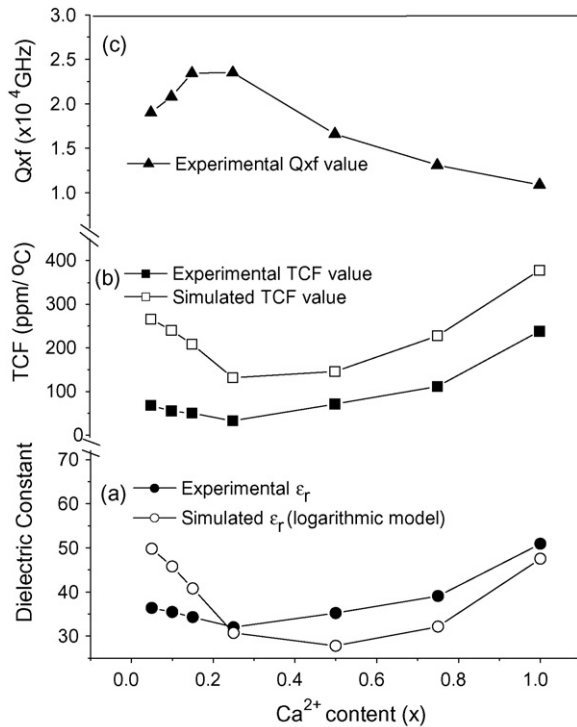 (c)
3.0
2.5
2.0
1.5
1.0
Qxf (x10⁴GHz)
Experimental Qxf value
(b)
400
300
200
100
0
TCF (ppm/ºC)
Experimental TCF value
Simulated TCF value
(a)
70
60
50
40
30
Dielectric Constant
Experimental εr
Simulated εr (logarithmic model)
0.0 0.2 0.4 0.6 0.8 1.0
Ca²⁺ content (x)